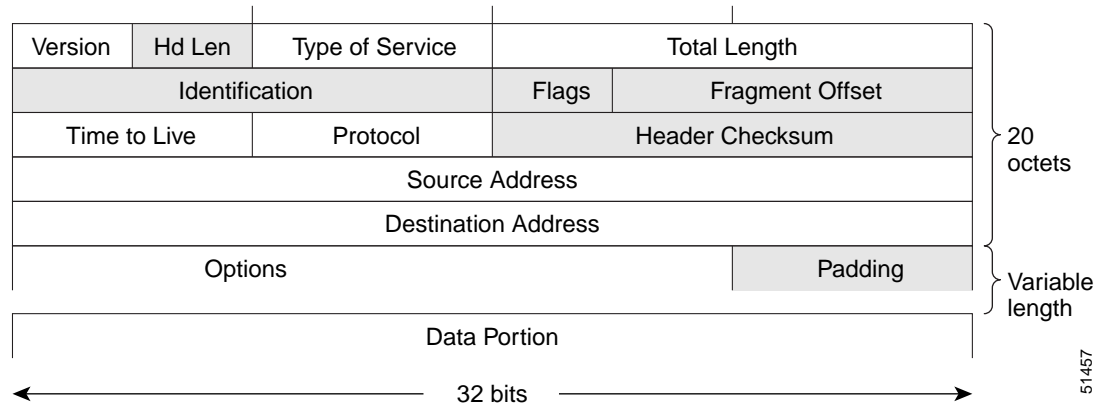 Version Hd Len Type of Service Total Length
Identification Flags Fragment Offset
Time to Live Protocol Header Checksum
20
octets
Source Address
Destination Address
Options Padding
Variable
length
Data Portion
32 bits
51457